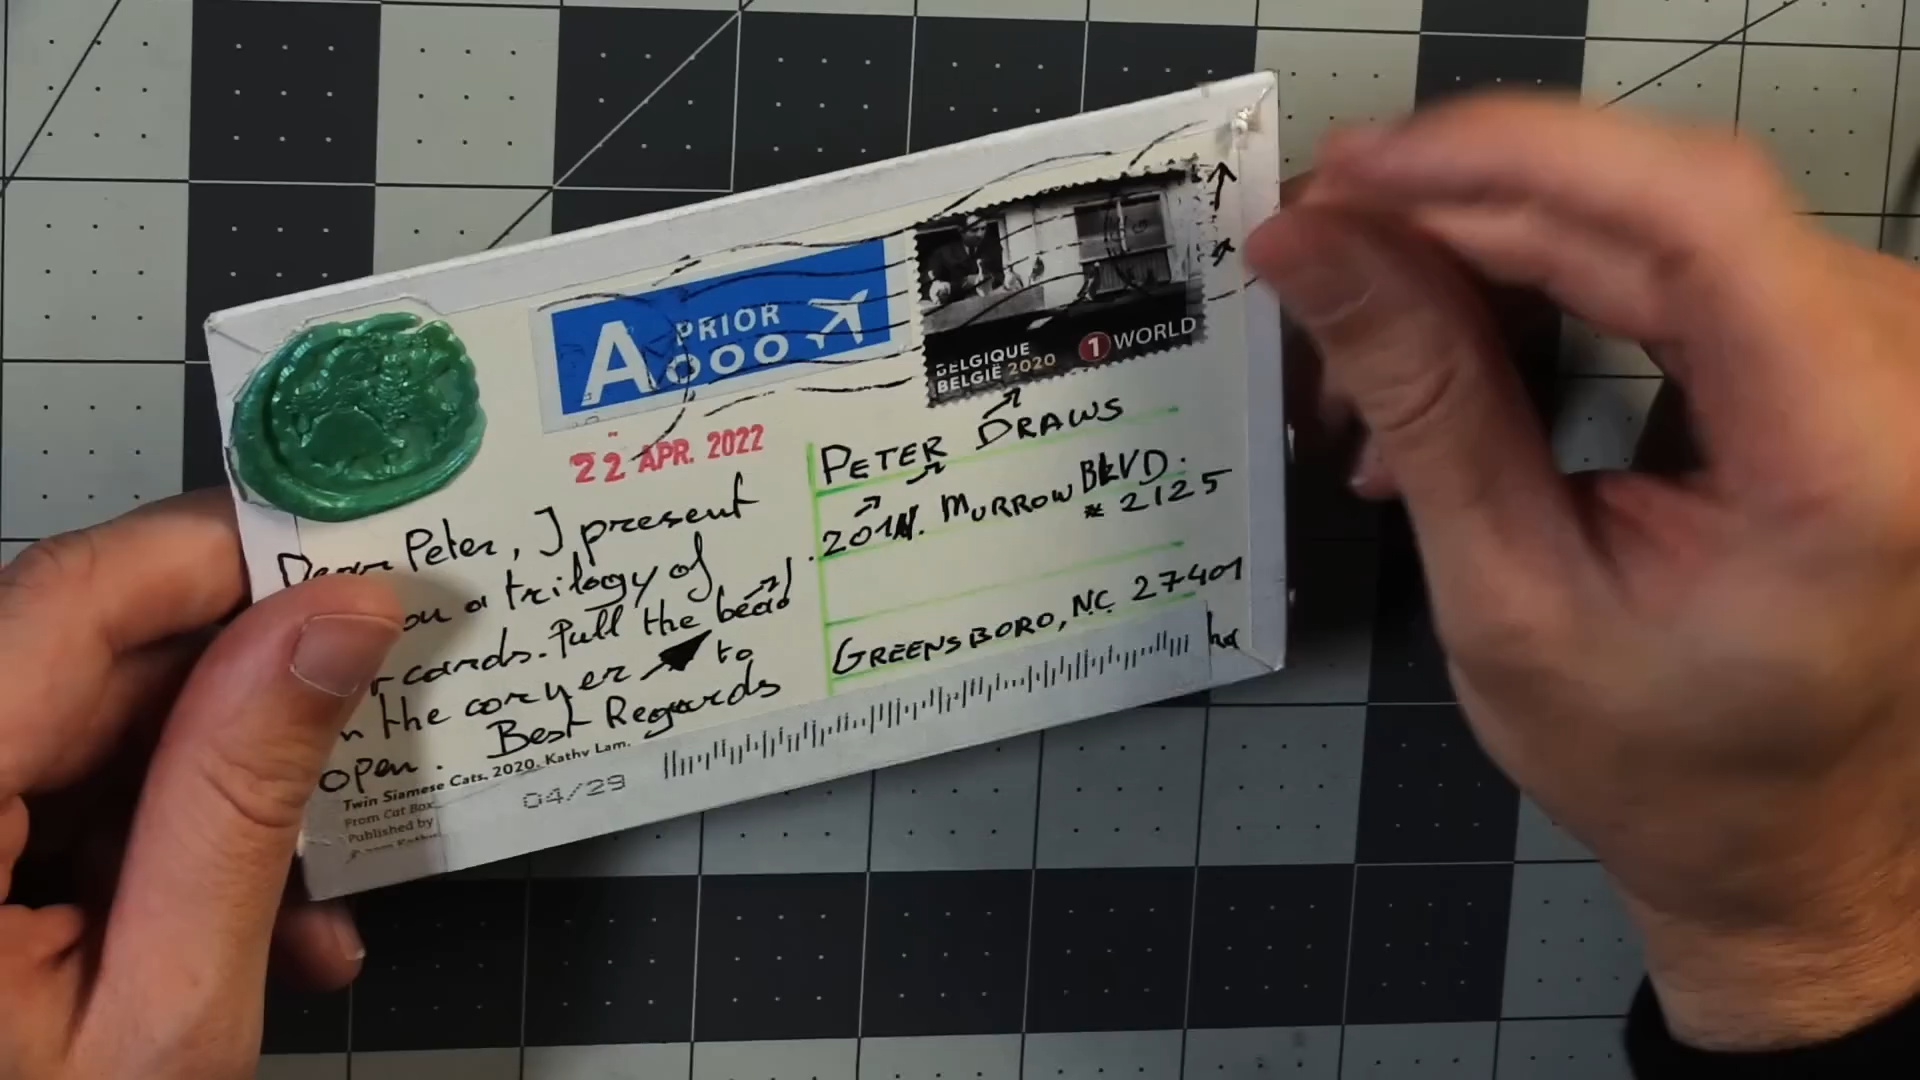 A PRIOR
BELGIQUE
BELGIË 2020
1 WORLD
22 APR. 2022
Dear Peter, I present
a trilogy of
cards. Pull the bead
the corner to
open. Best Regards
PETER DRAWS
201 N. MURROW BLVD.
# 2125
GREENSBORO, NC 27401
Twin Siamese Cats, 2020, Kathy Lam.
From Cat Box
Published by
04/29